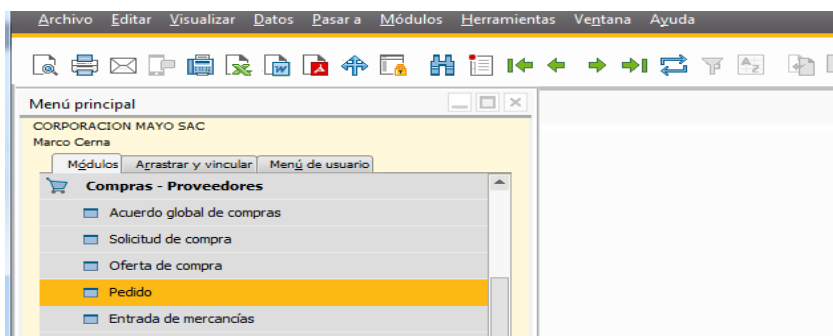 Archivo Editar Visualizar Datos Pasar a Módulos Herramientas Ventana Ayuda
Menú principal
CORPORACION MAYO SAC
Marco Cerna
Módulos Arrastrar y vincular Menú de usuario
Compras - Proveedores
Acuerdo global de compras
Solicitud de compra
Oferta de compra
Pedido
Entrada de mercancías